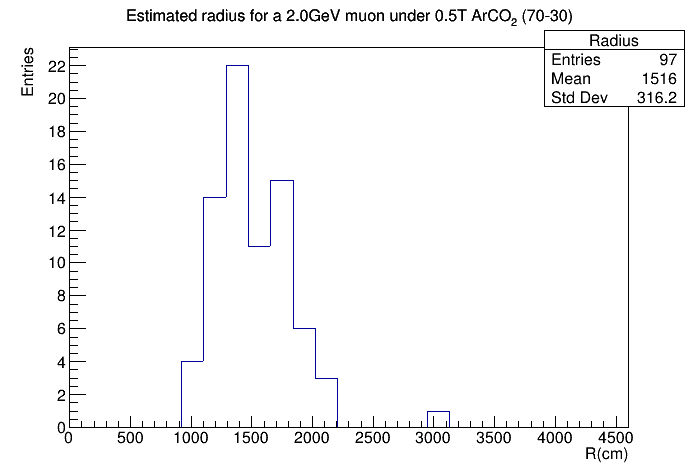 Estimated radius for a 2.0GeV muon under 0.5T ArCO₂ (70-30)
Radius
Entries 97
Mean 1516
Std Dev 316.2
Entries
22
20
18
16
14
12
10
8
6
4
2
0
0 500 1000 1500 2000 2500 3000 3500 4000 4500
R(cm)